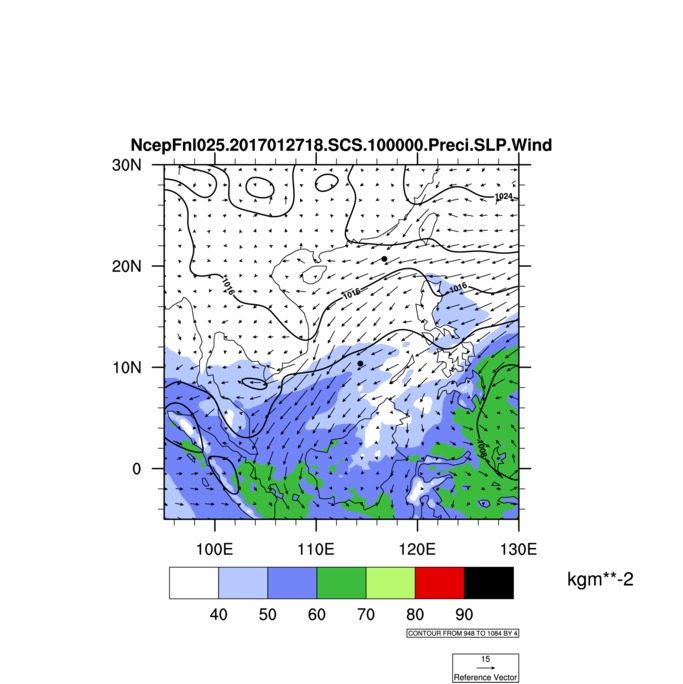 NcepFnl025.2017012718.SCS.100000.Preci.SLP.Wind
30N
1024
20N
1016
1016
1016
10N
1008
0
100E 110E 120E 130E
kgm**-2
40 50 60 70 80 90
CONTOUR FROM 948 TO 1084 BY 4
15
Reference Vector